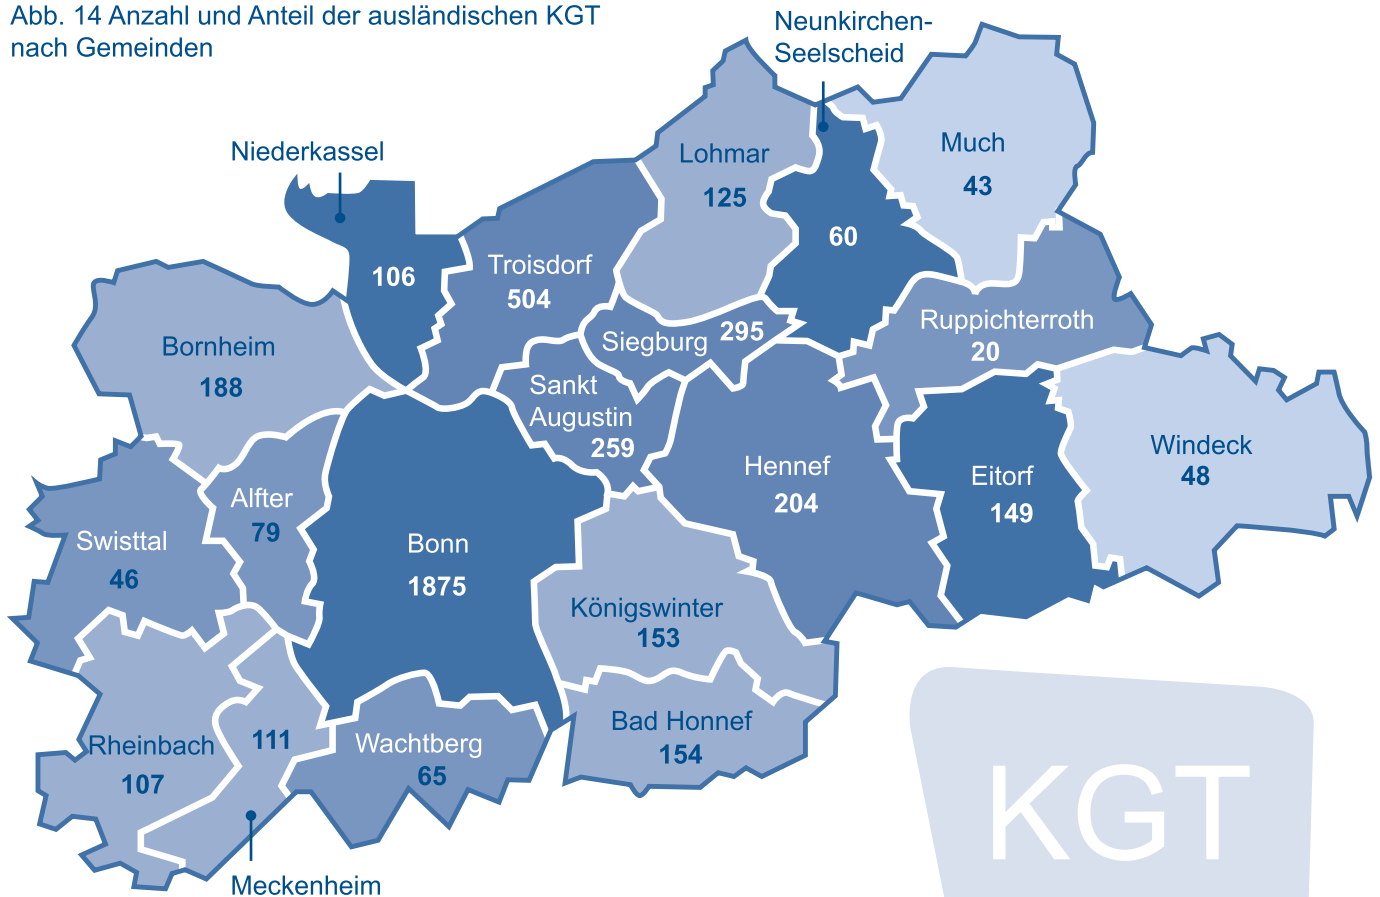 Abb. 14 Anzahl und Anteil der ausländischen KGT
nach Gemeinden
Neunkirchen-
Seelscheid
60
Niederkassel
106
Lohmar
125
Much
43
Troisdorf
504
Siegburg 295
Ruppichterroth
20
Bornheim
188
Sankt
Augustin
259
Hennef
204
Eitorf
149
Windeck
48
Alfter
79
Swisttal
46
Bonn
1875
Königswinter
153
Bad Honnef
154
Rheinbach
107
111
Meckenheim
Wachtberg
65
KGT